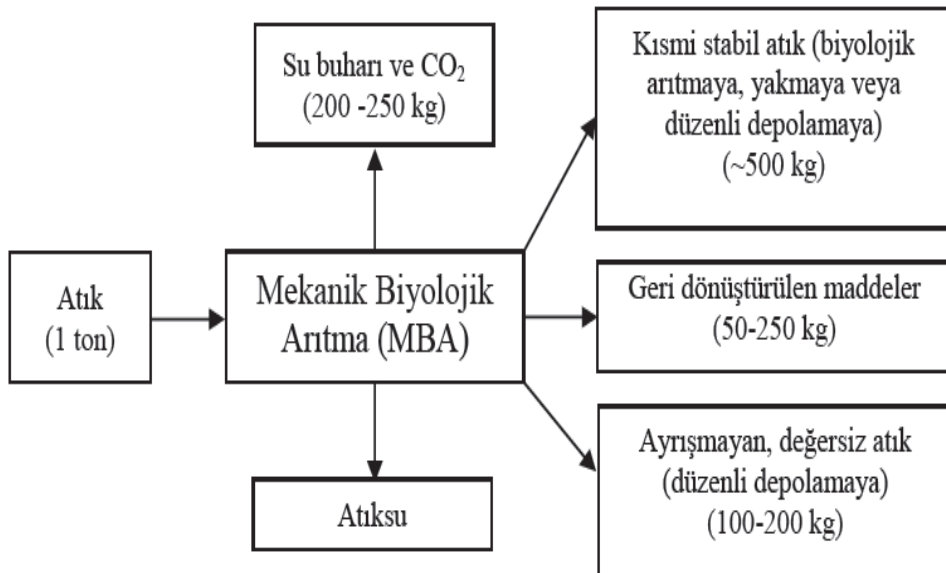 Su buharı ve CO₂
(200 -250 kg)
Kısmi stabil atık (biyolojik
arıtmaya, yakmaya veya
düzenli depolamaya)
(~500 kg)
Atık
(1 ton)
Mekanik Biyolojik
Arıtma (MBA)
Geri dönüştürülen maddeler
(50-250 kg)
Atıksu
Ayrışmayan, değersiz atık
(düzenli depolamaya)
(100-200 kg)